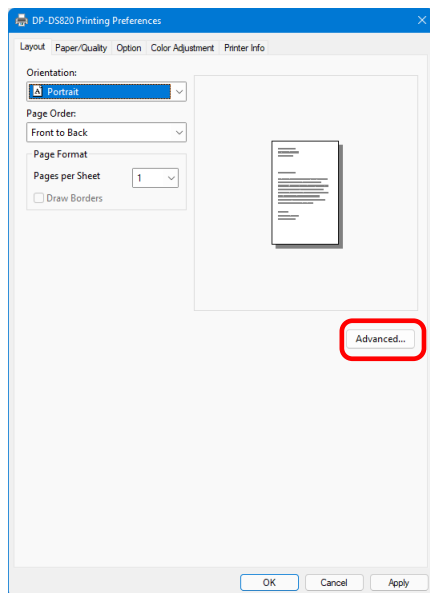 DP-DS820 Printing Preferences
Layout Paper/Quality Option Color Adjustment Printer Info
Orientation:
A Portrait
Page Order:
Front to Back
Page Format
Pages per Sheet 1
Draw Borders
Advanced...
OK Cancel Apply